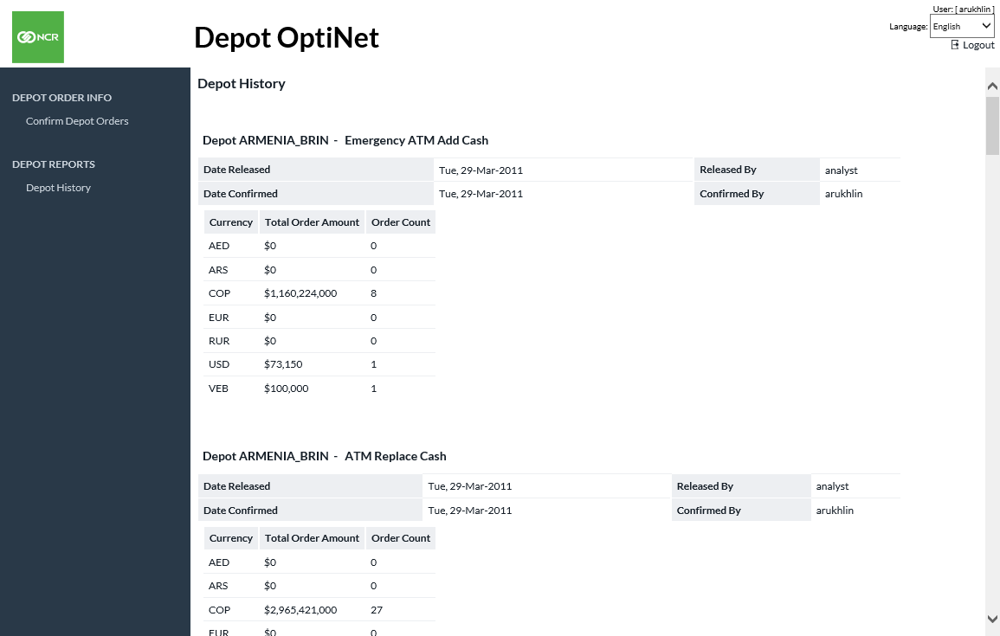 User: [ arukhlin ]
NCR
Depot OptiNet
Language: English
Logout
DEPOT ORDER INFO
Confirm Depot Orders
DEPOT REPORTS
Depot History
Depot History
Depot ARMENIA_BRIN - Emergency ATM Add Cash
Date Released Tue, 29-Mar-2011 Released By analyst
Date Confirmed Tue, 29-Mar-2011 Confirmed By arukhlin
Currency Total Order Amount Order Count
AED $0 0
ARS $0 0
COP $1,160,224,000 8
EUR $0 0
RUR $0 0
USD $73,150 1
VEB $100,000 1
Depot ARMENIA_BRIN - ATM Replace Cash
Date Released Tue, 29-Mar-2011 Released By analyst
Date Confirmed Tue, 29-Mar-2011 Confirmed By arukhlin
Currency Total Order Amount Order Count
AED $0 0
ARS $0 0
COP $2,965,421,000 27
EUR $0 0